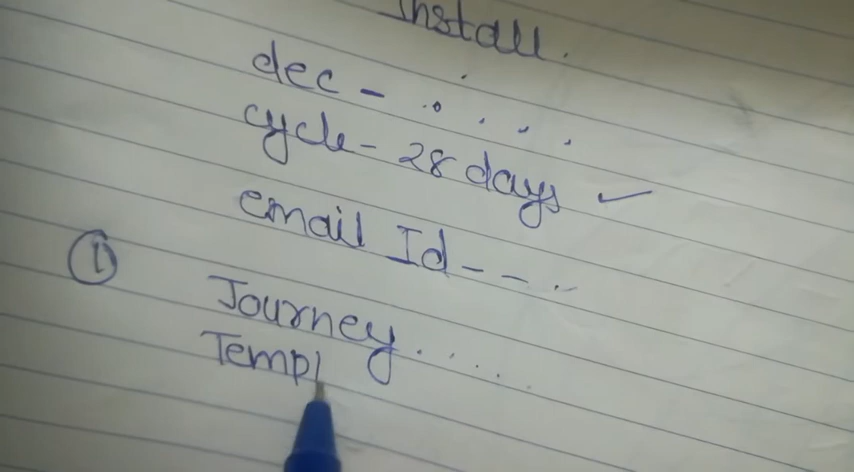 Install.
dec - . . . .
cycle - 28 days ✓
email Id - - ..
① Journey . . . . .
Templ